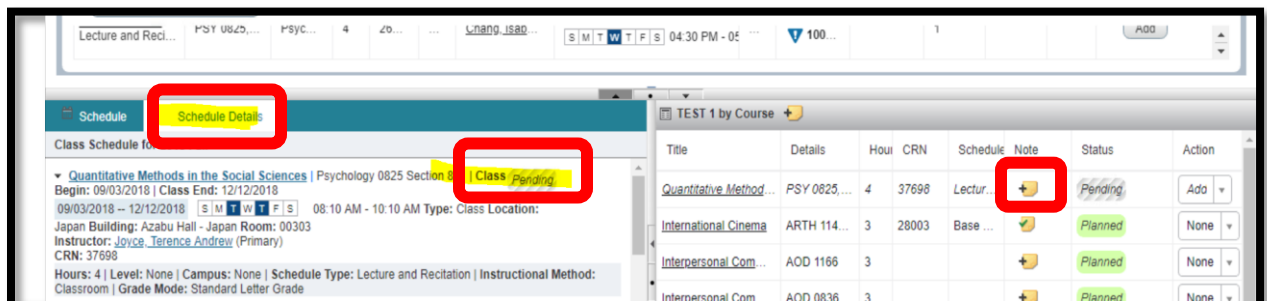 Lecture and Reci... PSY 0825,... Psyc... 4 26... ... Chang, Isab... S M T W T F S 04:30 PM - 05 ... 100... 1 Add
Schedule Schedule Details
Class Schedule for
Quantitative Methods in the Social Sciences | Psychology 0825 Section 8 | Class Pending
Begin: 09/03/2018 | Class End: 12/12/2018
09/03/2018 -- 12/12/2018 S M T W T F S 08:10 AM - 10:10 AM Type: Class Location:
Japan Building: Azabu Hall - Japan Room: 00303
Instructor: Joyce, Terence Andrew (Primary)
CRN: 37698
Hours: 4 | Level: None | Campus: None | Schedule Type: Lecture and Recitation | Instructional Method:
Classroom | Grade Mode: Standard Letter Grade
TEST 1 by Course
Title Details Hour CRN Schedule Note Status Action
Quantitative Method... PSY 0825,... 4 37698 Lectur... Pending Add
International Cinema ARTH 114... 3 28003 Base ... Planned None
Interpersonal Com... AOD 1166 3 Planned None
Interpersonal Com... AOD 0836 3 Planned None